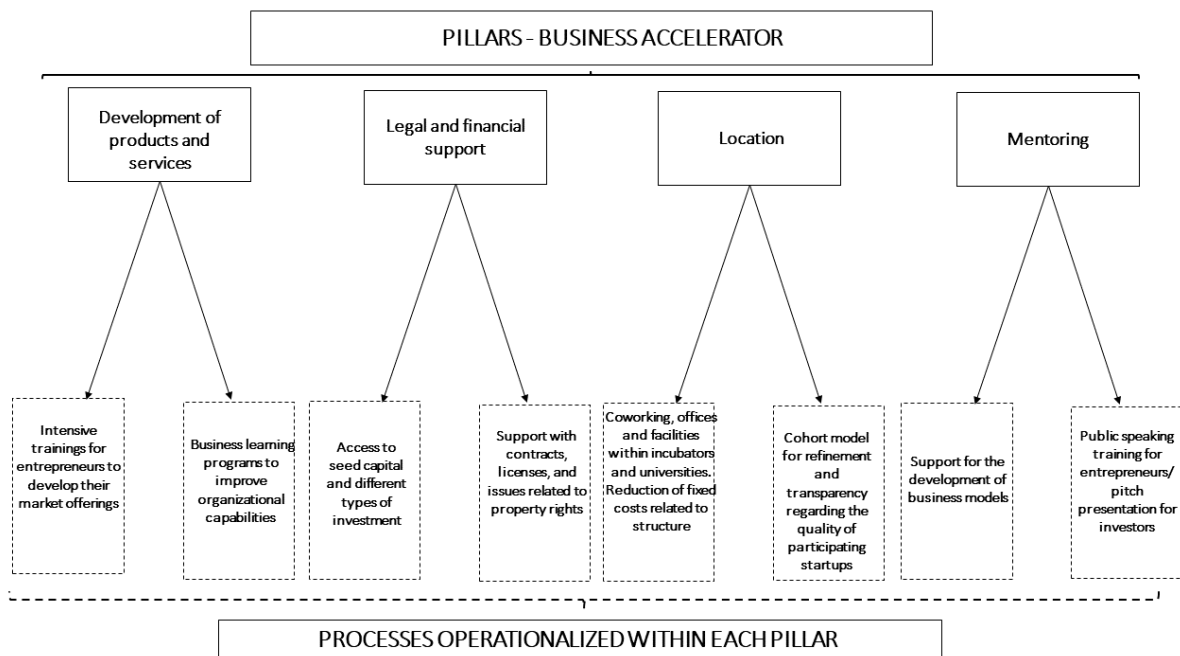 PILLARS - BUSINESS ACCELERATOR
Development of
products and
services
Legal and financial
support
Location
Mentoring
Intensive
trainings for
entrepreneurs to
develop their
market offerings
Business learning
programs to
improve
organizational
capabilities
Access to
seed capital
and different
types of
investment
Support with
contracts,
licenses, and
issues related to
property rights
Coworking, offices
and facilities
within incubators
and universities.
Reduction of fixed
costs related to
structure
Cohort model
for refinement
and
transparency
regarding the
quality of
participating
startups
Support for the
development of
business models
Public speaking
training for
entrepreneurs/
pitch
presentation for
investors
PROCESSES OPERATIONALIZED WITHIN EACH PILLAR